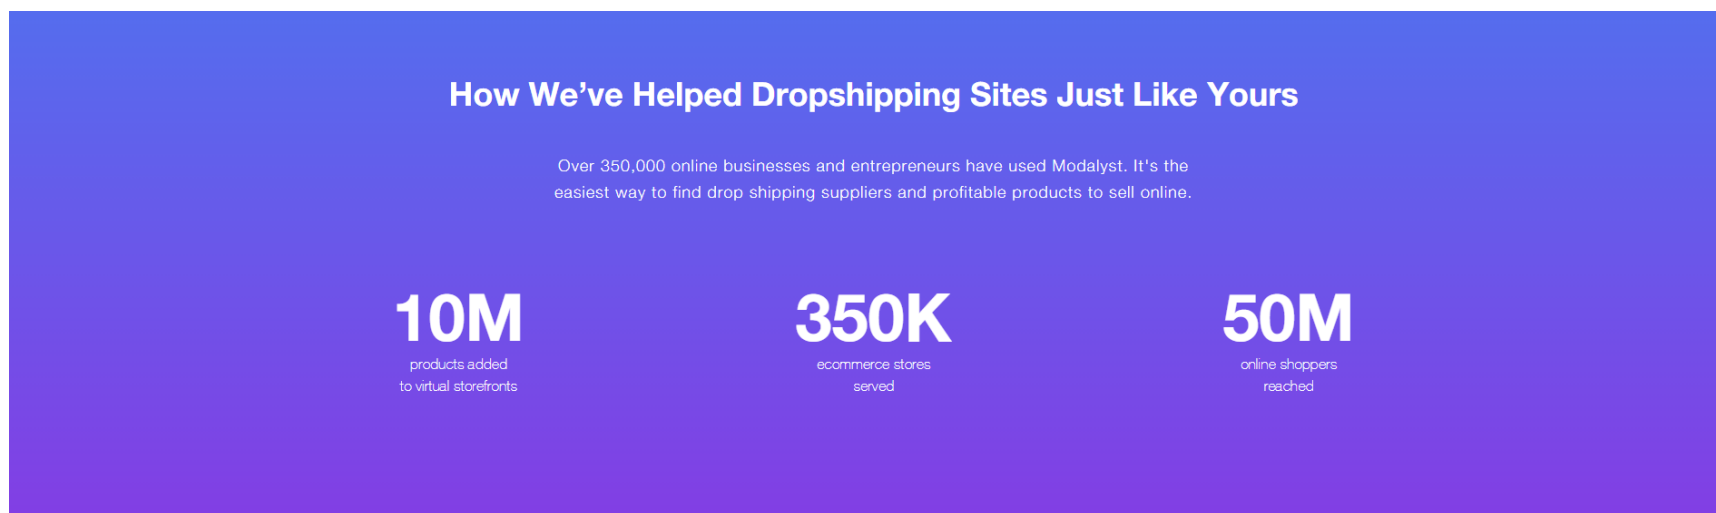 How We’ve Helped Dropshipping Sites Just Like Yours
Over 350,000 online businesses and entrepreneurs have used Modalyst. It's the
easiest way to find drop shipping suppliers and profitable products to sell online.
10M
products added
to virtual storefronts
350K
ecommerce stores
served
50M
online shoppers
reached